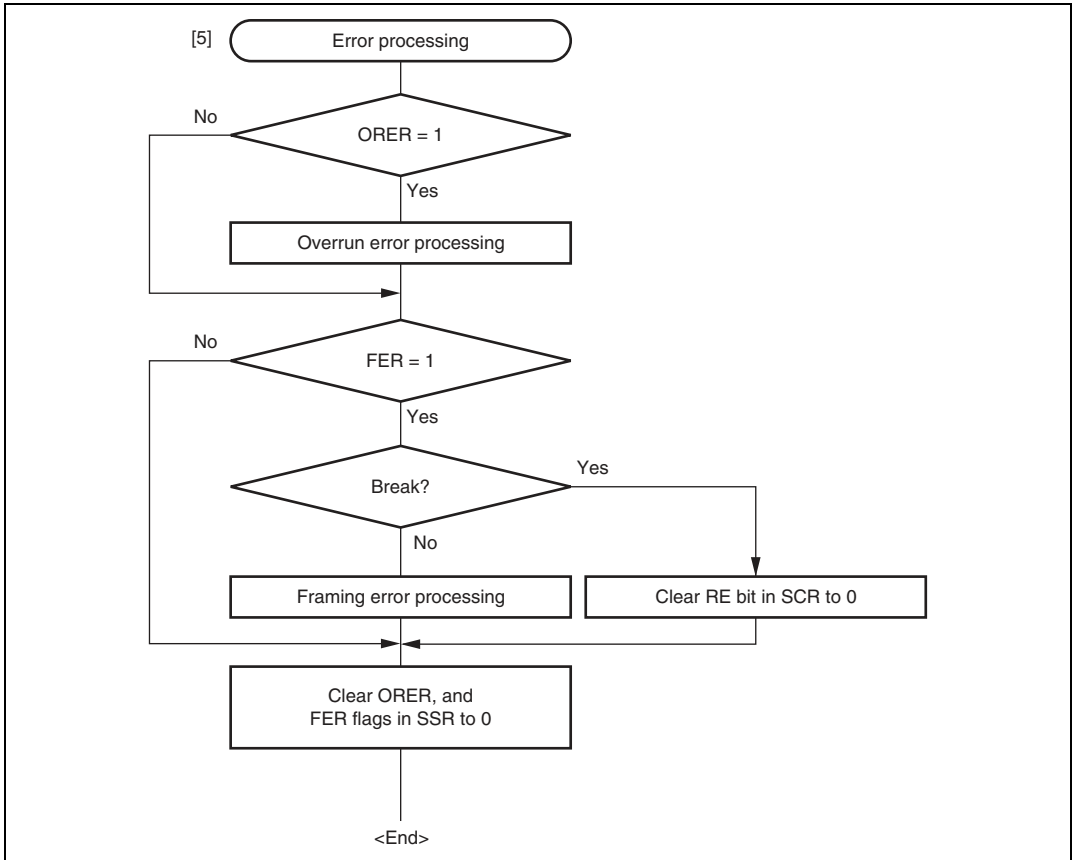 [5]
Error processing
No
ORER = 1
Yes
Overrun error processing
No
FER = 1
Yes
Break?
Yes
No
Framing error processing
Clear RE bit in SCR to 0
Clear ORER, and
FER flags in SSR to 0
<End>